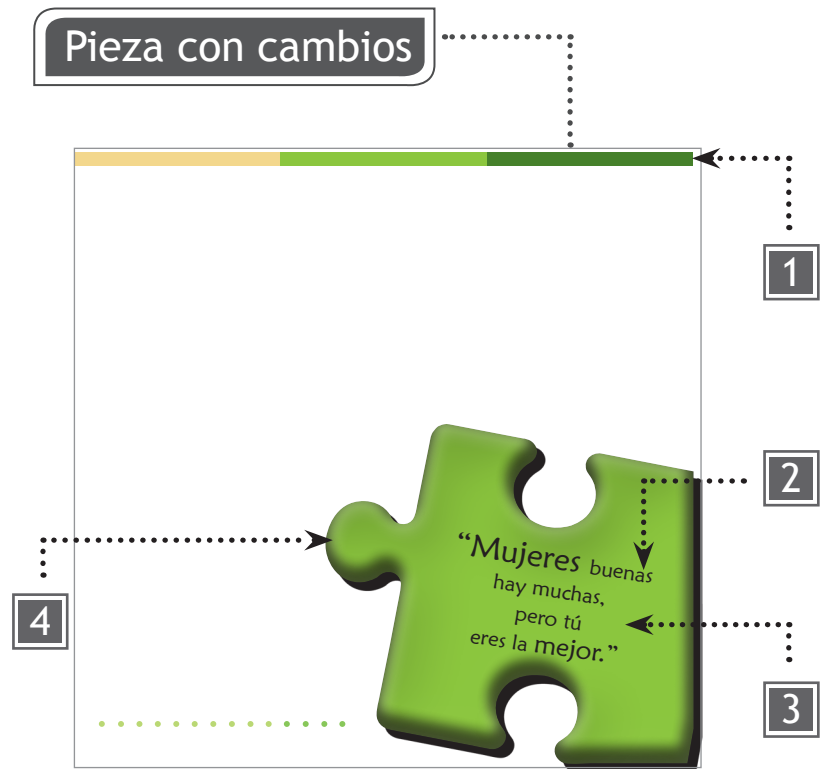 Pieza con cambios
1
2
“Mujeres buenas
hay muchas,
pero tú
eres la mejor.”
4
3